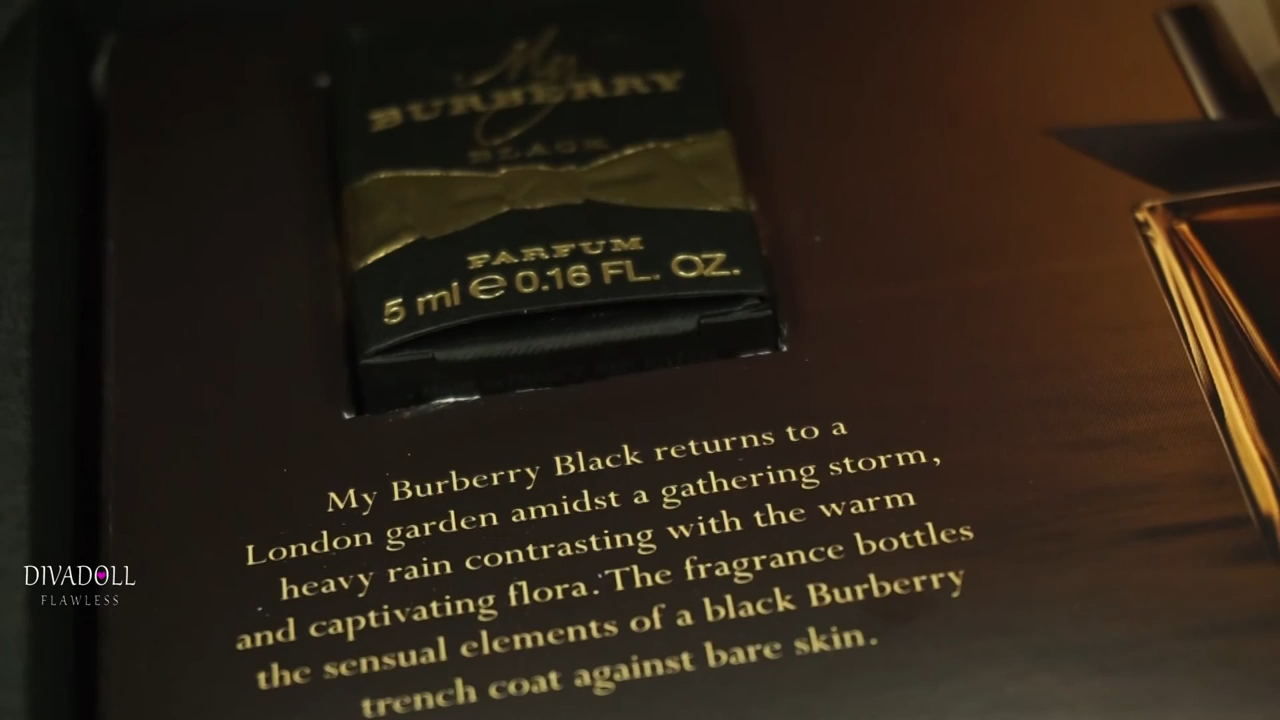 My
BURBERRY
BLACK
PARFUM
5 ml e 0.16 FL. OZ.
My Burberry Black returns to a
London garden amidst a gathering storm,
heavy rain contrasting with the warm
and captivating flora. The fragrance bottles
the sensual elements of a black Burberry
trench coat against bare skin.
DIVADOLL
FLAWLESS